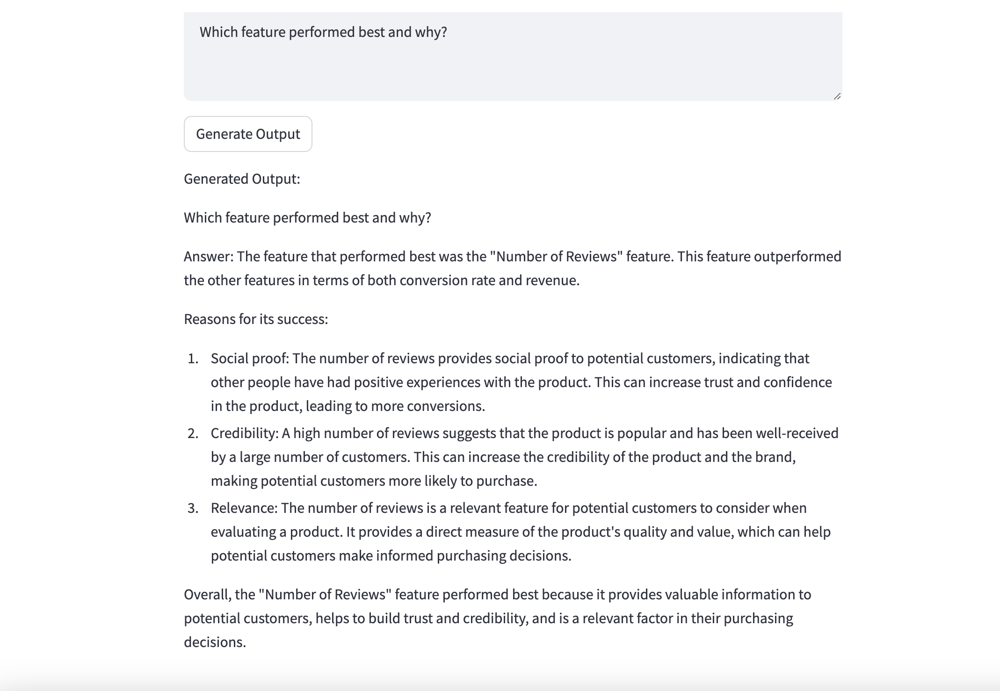 Which feature performed best and why?
Generate Output
Generated Output:
Which feature performed best and why?
Answer: The feature that performed best was the "Number of Reviews" feature. This feature outperformed
the other features in terms of both conversion rate and revenue.
Reasons for its success:
1. Social proof: The number of reviews provides social proof to potential customers, indicating that
other people have had positive experiences with the product. This can increase trust and confidence
in the product, leading to more conversions.
2. Credibility: A high number of reviews suggests that the product is popular and has been well-received
by a large number of customers. This can increase the credibility of the product and the brand,
making potential customers more likely to purchase.
3. Relevance: The number of reviews is a relevant feature for potential customers to consider when
evaluating a product. It provides a direct measure of the product's quality and value, which can help
potential customers make informed purchasing decisions.
Overall, the "Number of Reviews" feature performed best because it provides valuable information to
potential customers, helps to build trust and credibility, and is a relevant factor in their purchasing
decisions.